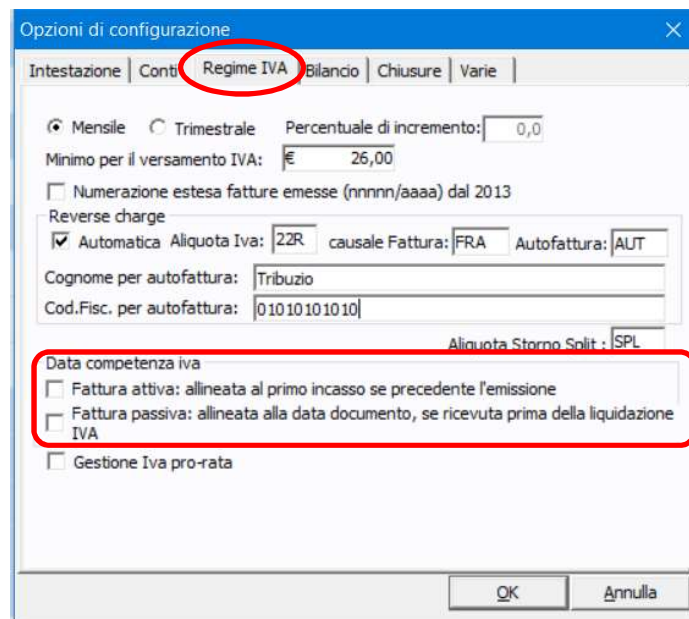 Opzioni di configurazione
Intestazione Conti Regime IVA Bilancio Chiusure Varie
Mensile Trimestrale Percentuale di incremento: 0,0
Minimo per il versamento IVA: € 26,00
Numerazione estesa fatture emesse (nnnnn/aaaa) dal 2013
Reverse charge
Automatica Aliquota Iva: 22R causale Fattura: FRA Autofattura: AUT
Cognome per autofattura: Tribuzio
Cod.Fisc. per autofattura: 01010101010
Aliquota Storno Split : SPL
Data competenza iva
Fattura attiva: allineata al primo incasso se precedente l'emissione
Fattura passiva: allineata alla data documento, se ricevuta prima della liquidazione
IVA
Gestione Iva pro-rata
OK Annulla